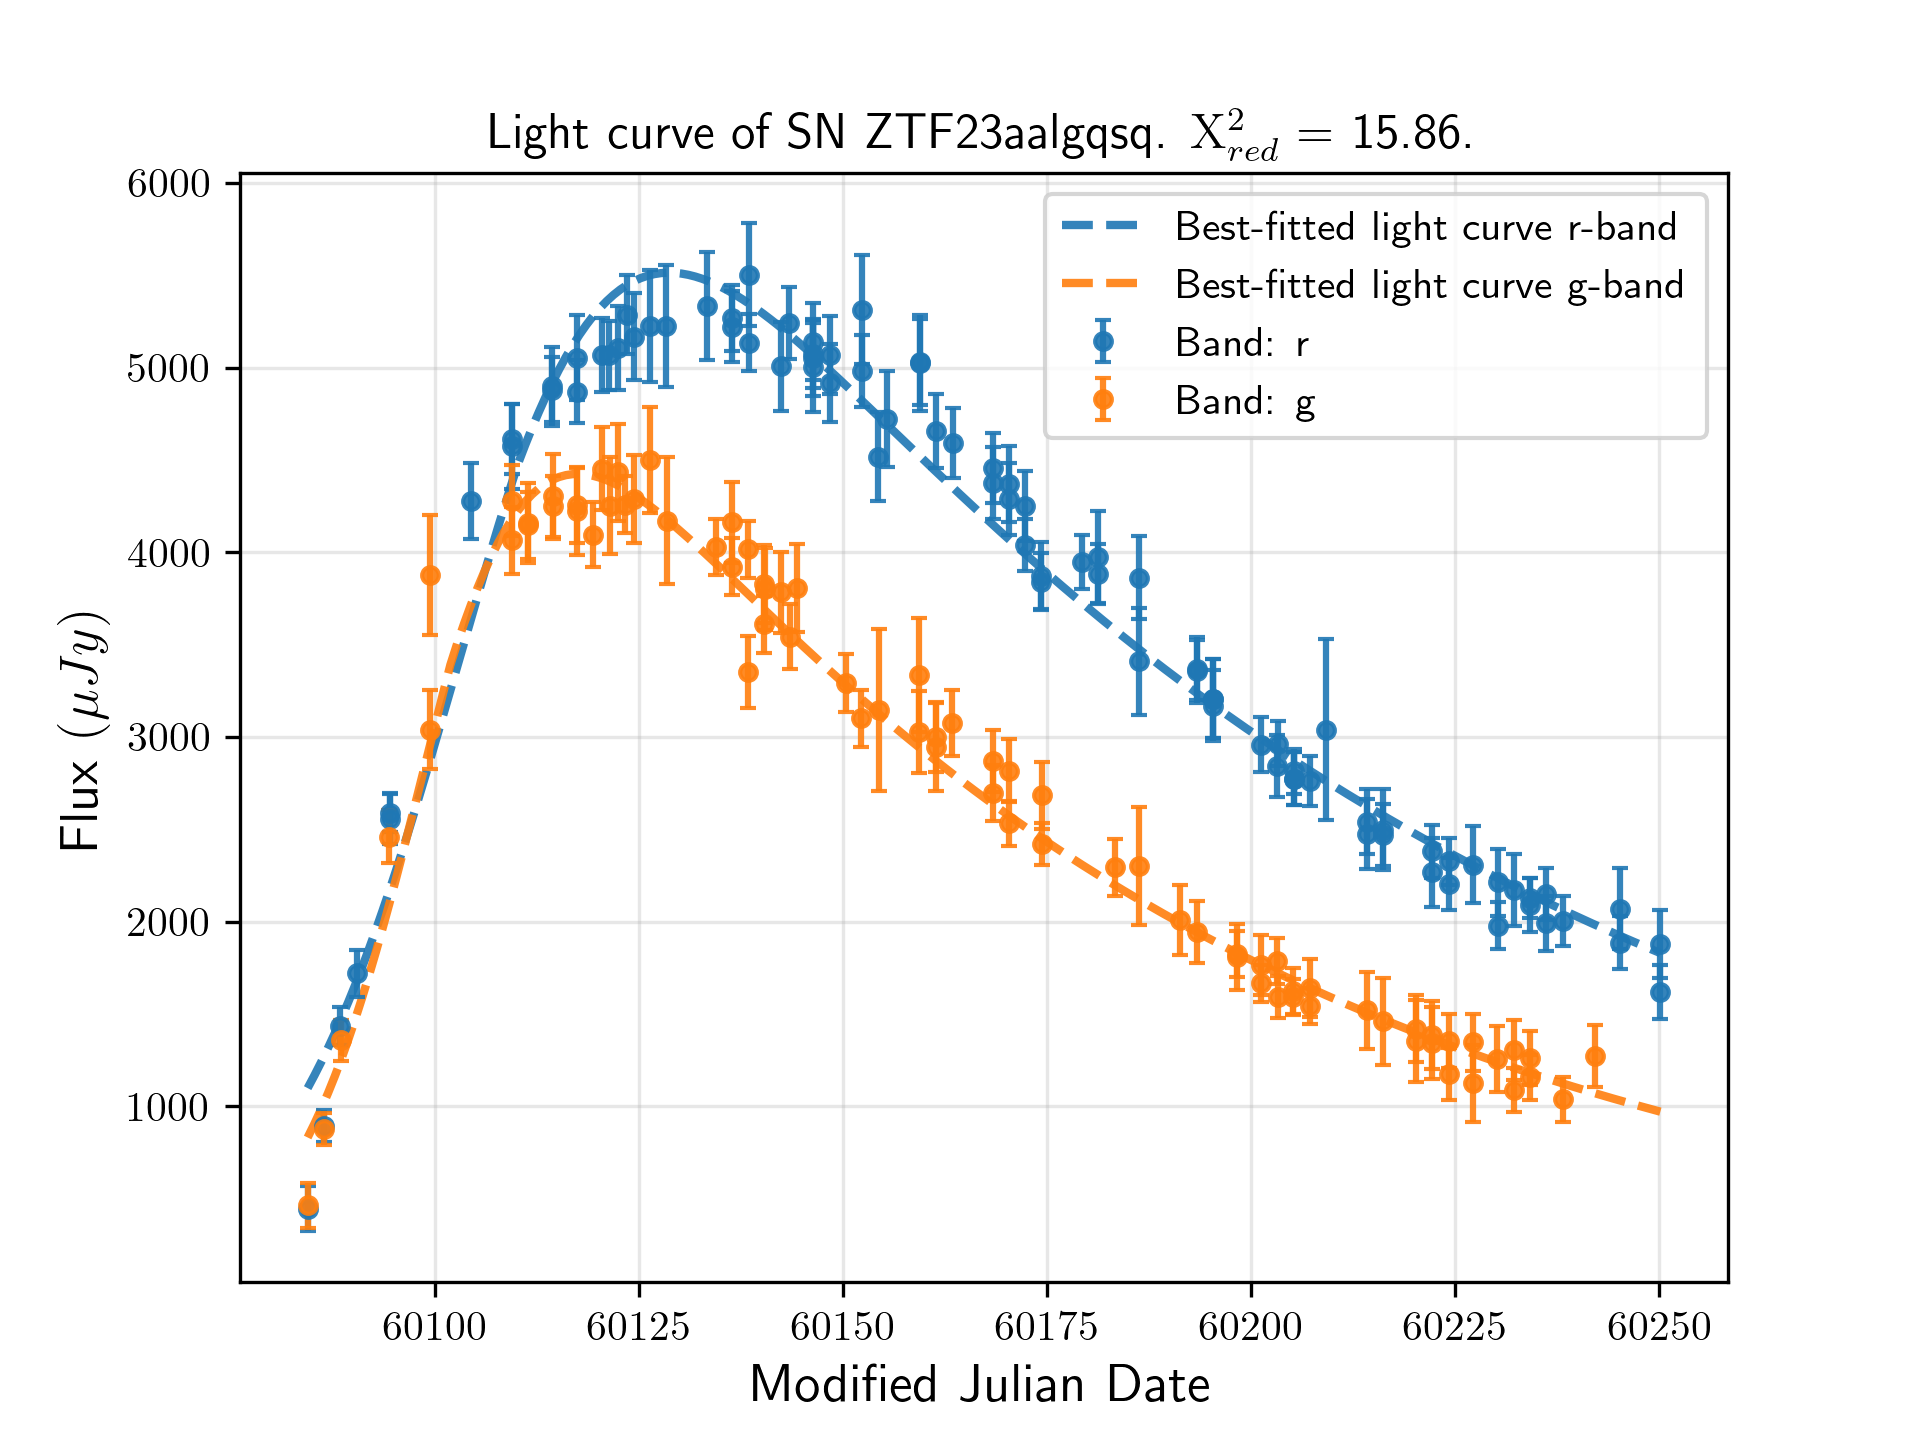 Light curve of SN ZTF23aalgqsq. X²red = 15.86.
6000
5000
4000
3000
2000
1000
Flux (μJy)
Best-fitted light curve r-band
Best-fitted light curve g-band
Band: r
Band: g
60100 60125 60150 60175 60200 60225 60250
Modified Julian Date